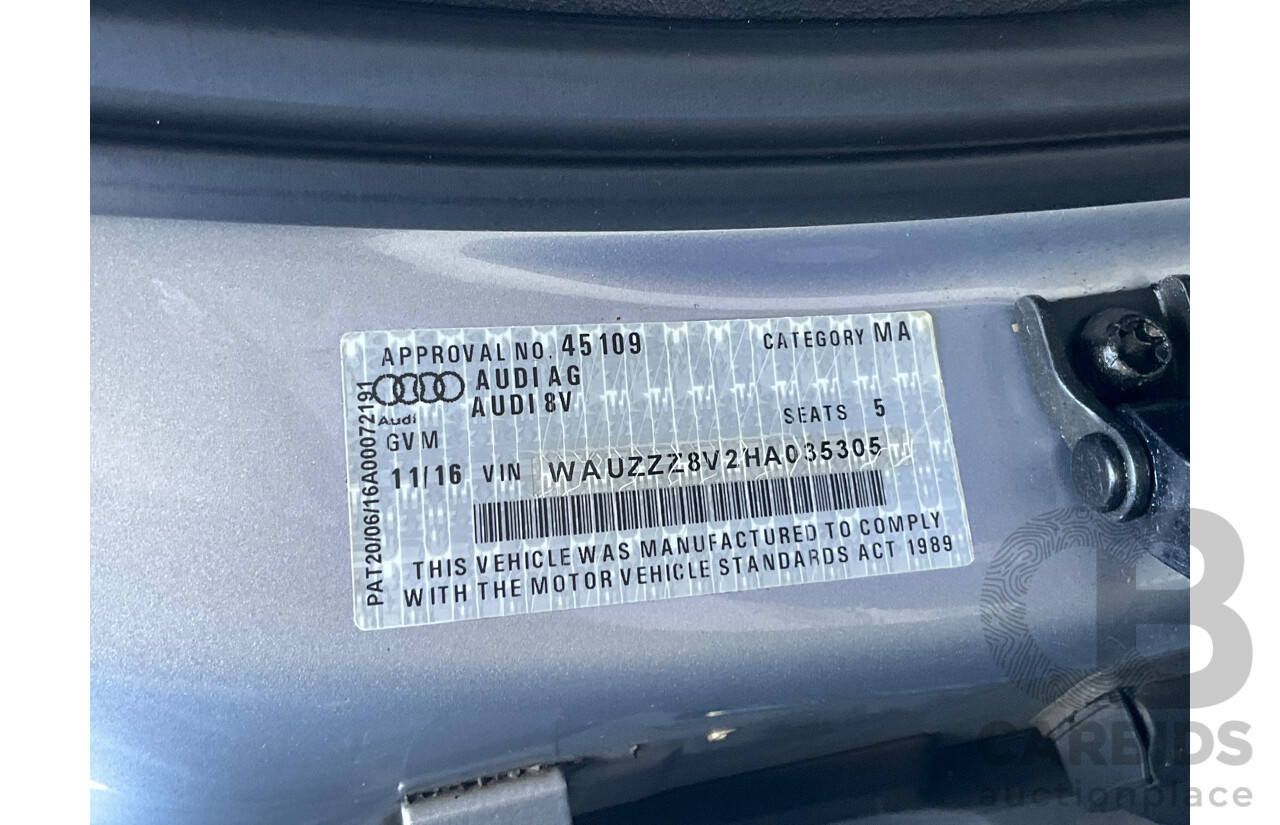 APPROVAL NO. 45109 CATEGORY MA
AUDI AG
AUDI 8V
Audi
SEATS 5
GVM
11/16 VIN WAUZZZ8V2HA035305
THIS VEHICLE WAS MANUFACTURED TO COMPLY
WITH THE MOTOR VEHICLE STANDARDS ACT 1989
PAT20/06/16A00072191
CB
CARBIDS
auctionplace